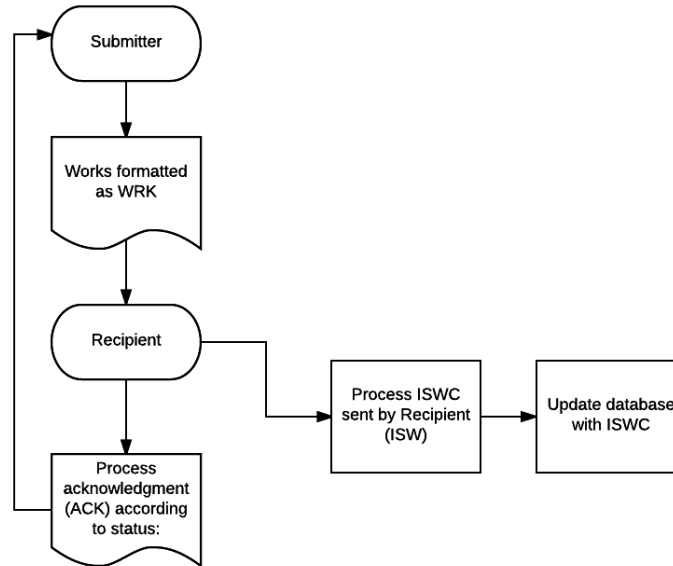 Submitter
Works formatted
as WRK
Recipient
Process ISWC
sent by Recipient
(ISW)
Update database
with ISWC
Process
acknowledgment
(ACK) according
to status: